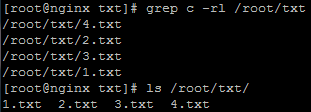 [root@nginx txt]# grep c -rl /root/txt
/root/txt/4.txt
/root/txt/2.txt
/root/txt/3.txt
/root/txt/1.txt
[root@nginx txt]# ls /root/txt/
1.txt  2.txt  3.txt  4.txt